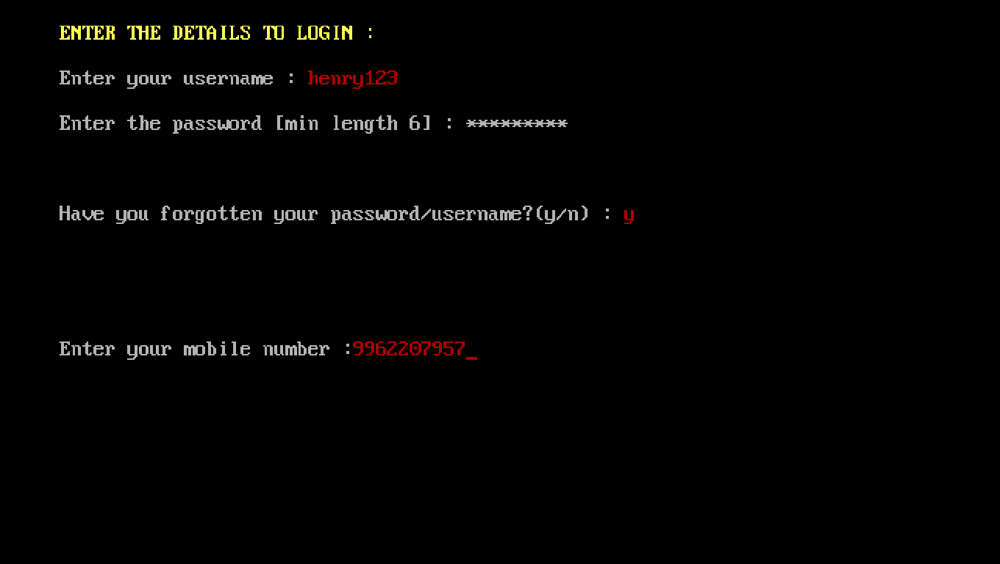 ENTER THE DETAILS TO LOGIN :
Enter your username : henry123
Enter the password [min length 6] : *********
Have you forgotten your password/username?(y/n) : y
Enter your mobile number :9962207957_